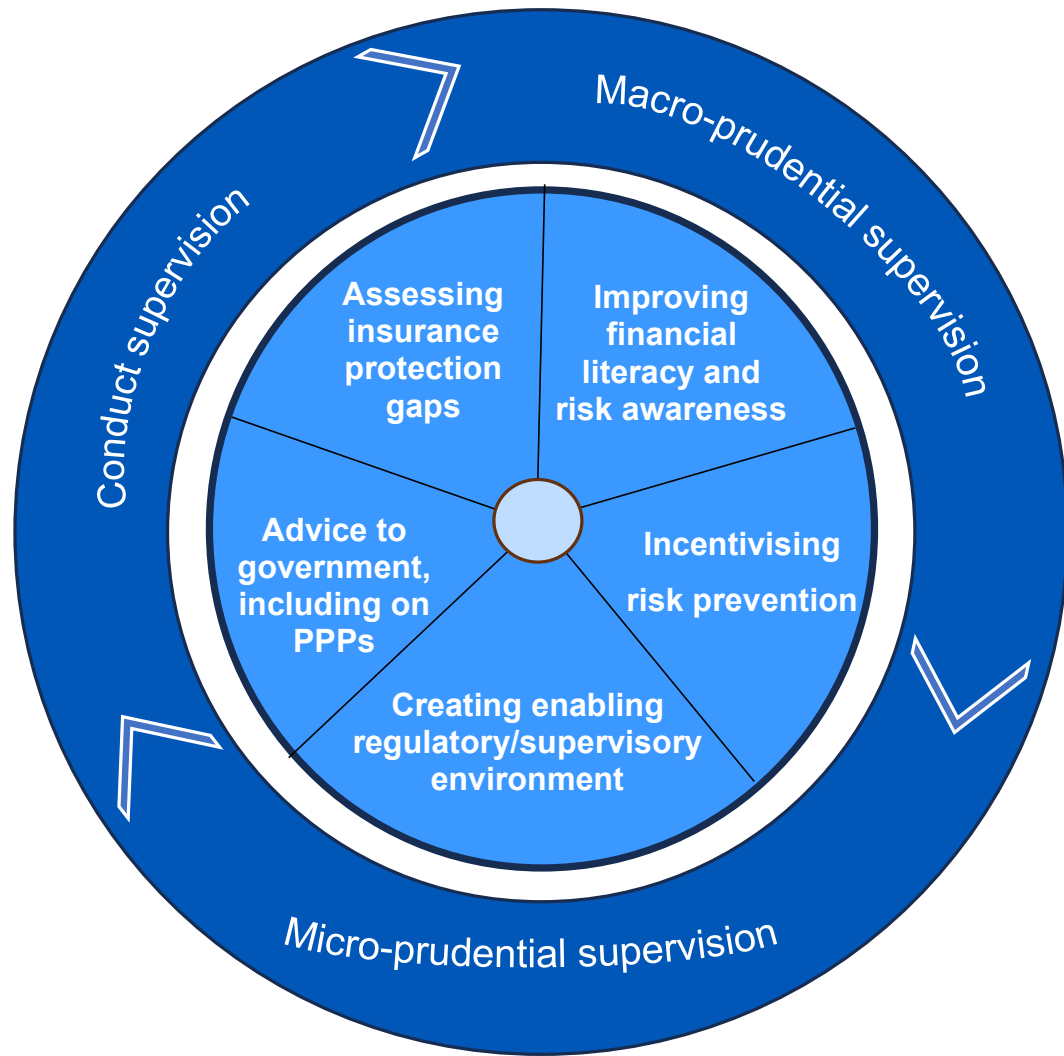 Macro-prudential supervision
Conduct supervision
Assessing
insurance
protection
gaps
Improving
financial
literacy and
risk awareness
Advice to
government,
including on
PPPs
Incentivising
risk prevention
Creating enabling
regulatory/supervisory
environment
Micro-prudential supervision